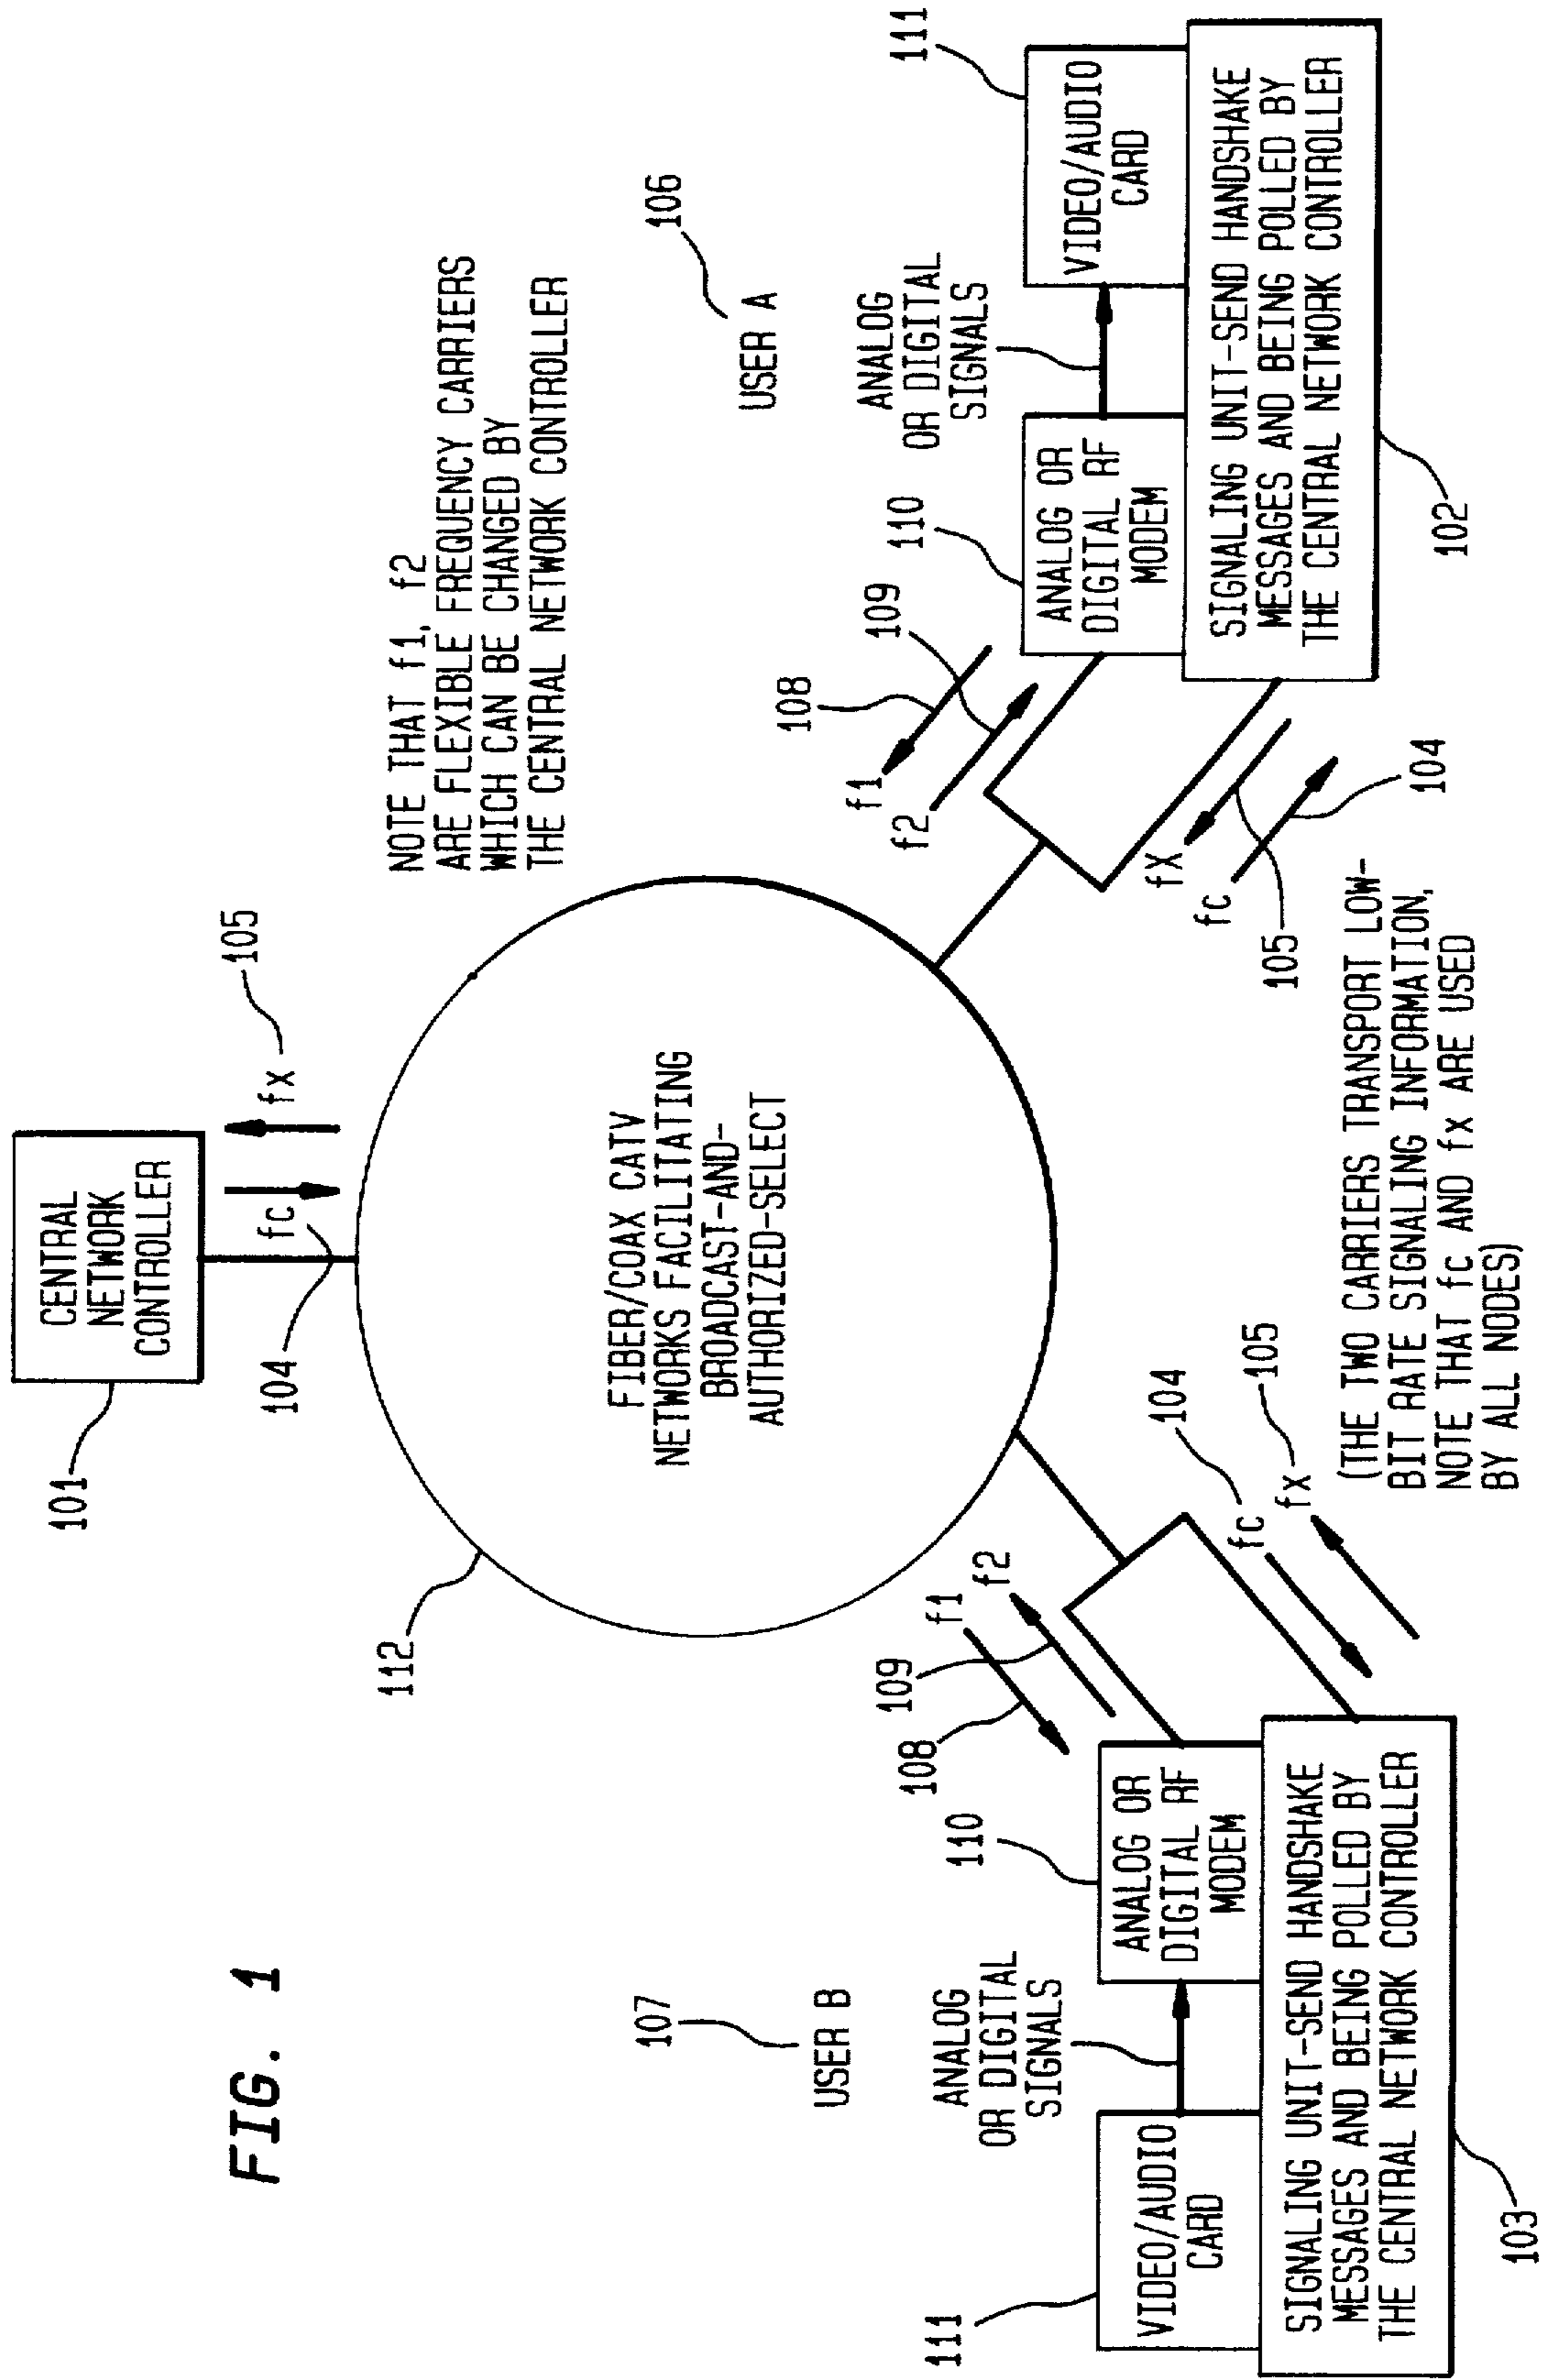 FIG. 1
101
CENTRAL
NETWORK
CONTROLLER
104
fc
fx
105
112
FIBER/COAX CATV
NETWORKS FACILITATING
BROADCAST-AND-
AUTHORIZED-SELECT
NOTE THAT f1, f2
ARE FLEXIBLE FREQUENCY CARRIERS
WHICH CAN BE CHANGED BY
THE CENTRAL NETWORK CONTROLLER
107
USER B
ANALOG
OR DIGITAL
SIGNALS
111
VIDEO/AUDIO
CARD
110
ANALOG OR
DIGITAL RF
MODEM
108
109
f1
f2
104
fc
105
fx
SIGNALING UNIT-SEND HANDSHAKE
MESSAGES AND BEING POLLED BY
THE CENTRAL NETWORK CONTROLLER
103
(THE TWO CARRIERS TRANSPORT LOW-
BIT RATE SIGNALING INFORMATION,
NOTE THAT fc AND fx ARE USED
BY ALL NODES)
106
USER A
ANALOG
OR DIGITAL
SIGNALS
108
109
f1
f2
110
ANALOG OR
DIGITAL RF
MODEM
111
VIDEO/AUDIO
CARD
fX
fc
105
104
SIGNALING UNIT-SEND HANDSHAKE
MESSAGES AND BEING POLLED BY
THE CENTRAL NETWORK CONTROLLER
102